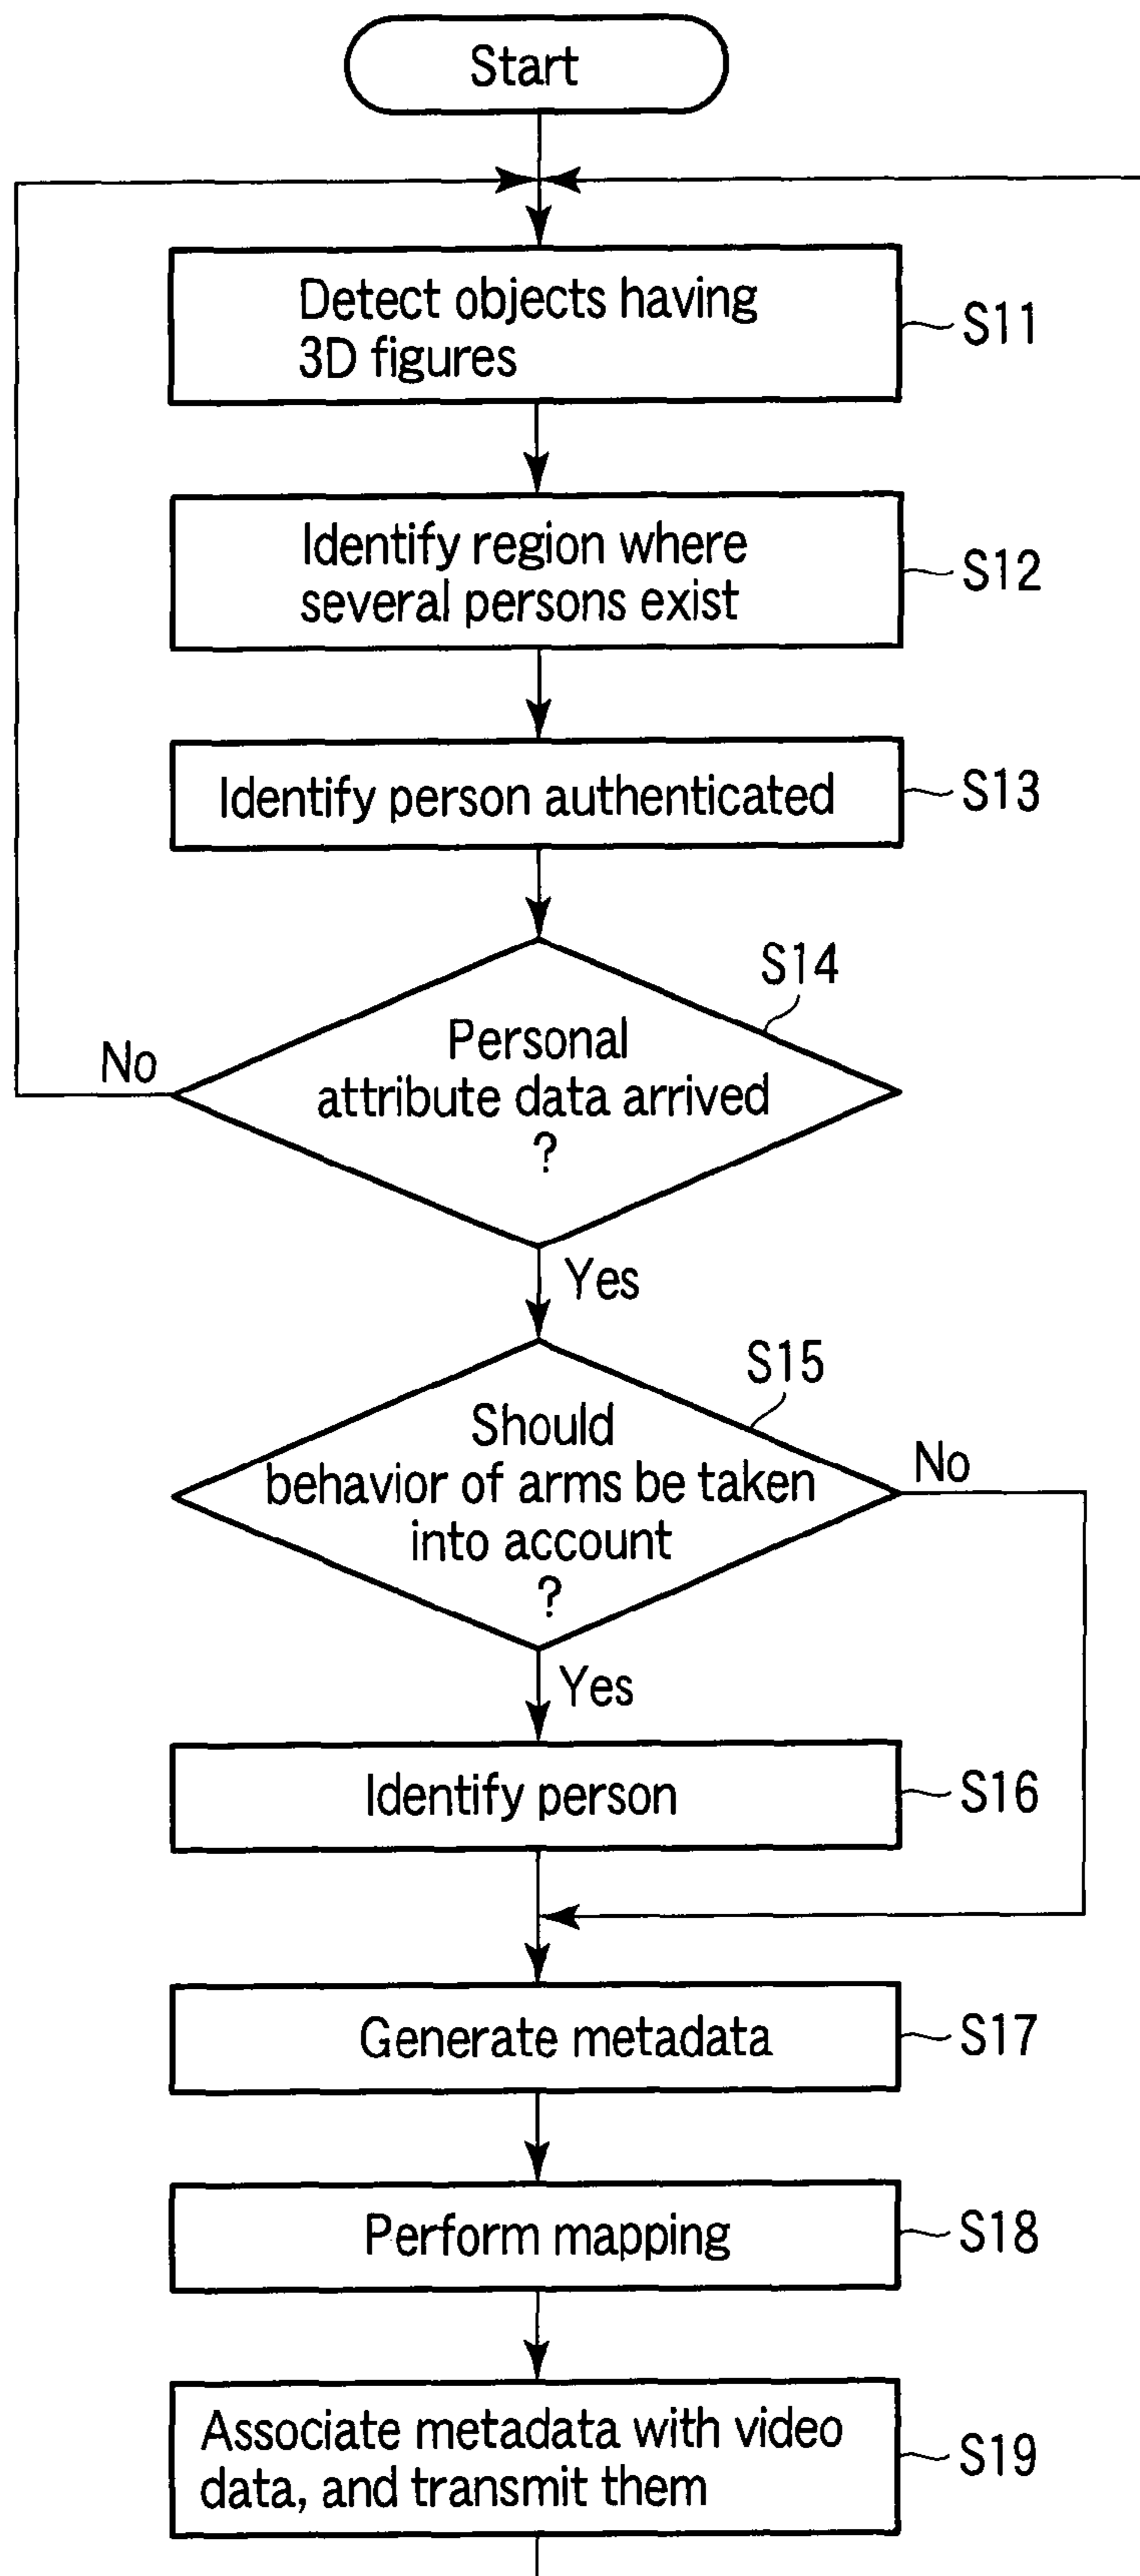 Start
Detect objects having
3D figures
S11
Identify region where
several persons exist
S12
Identify person authenticated
S13
S14
Personal
attribute data arrived
?
No
Yes
S15
Should
behavior of arms be taken
into account
?
No
Yes
Identify person
S16
Generate metadata
S17
Perform mapping
S18
Associate metadata with video
data, and transmit them
S19